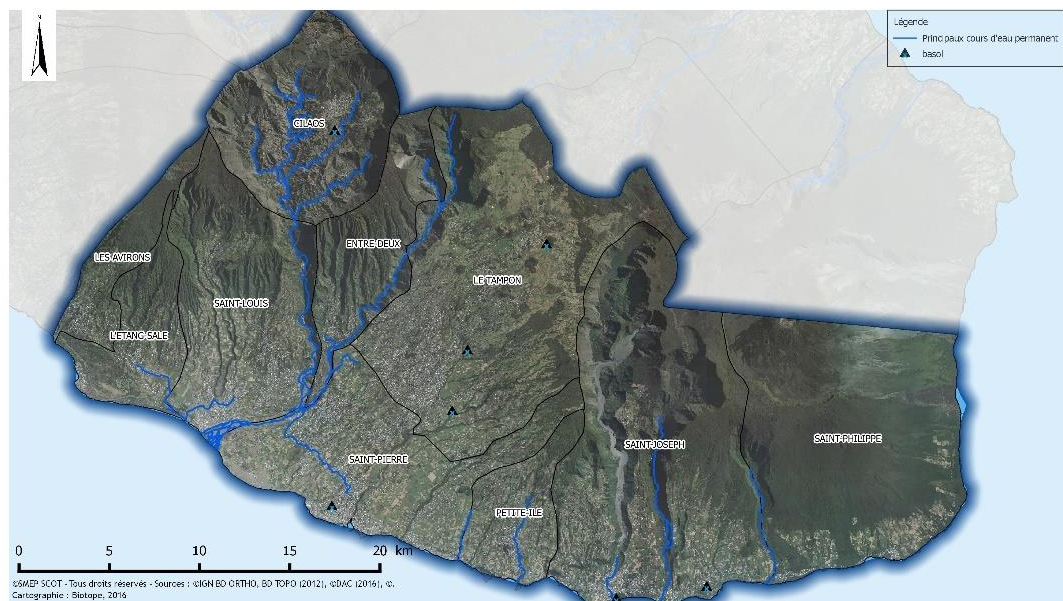 N
Légende
Principaux cours d'eau permanent
basol
CILAOS
LES AVIRONS
ENTRE-DEUX
SAINT-LOUIS
LE TAMPON
L'ETANG-SALE
SAINT-PIERRE
SAINT-JOSEPH
SAINT-PHILIPPE
PETITE-ILE
0 5 10 15 20 km
©SMEP SCOT - Tous droits réservés - Sources : ©IGN BD ORTHO, BD TOPO (2012), ©DAC (2016), ©.
Cartographie : Biotope, 2016